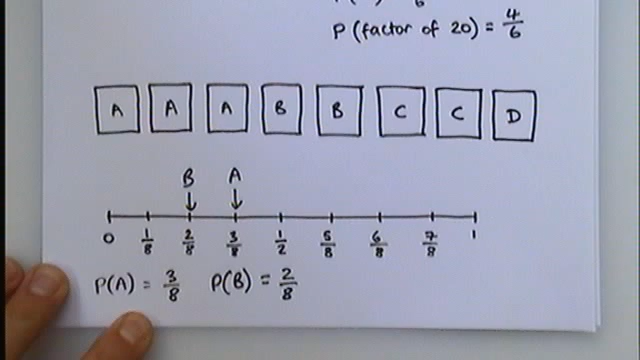 P (factor of 20) = 4/6
A A A B B C C D
B A
0 1/8 2/8 3/8 1/2 5/8 6/8 7/8 1
P(A) = 3/8 P(B) = 2/8